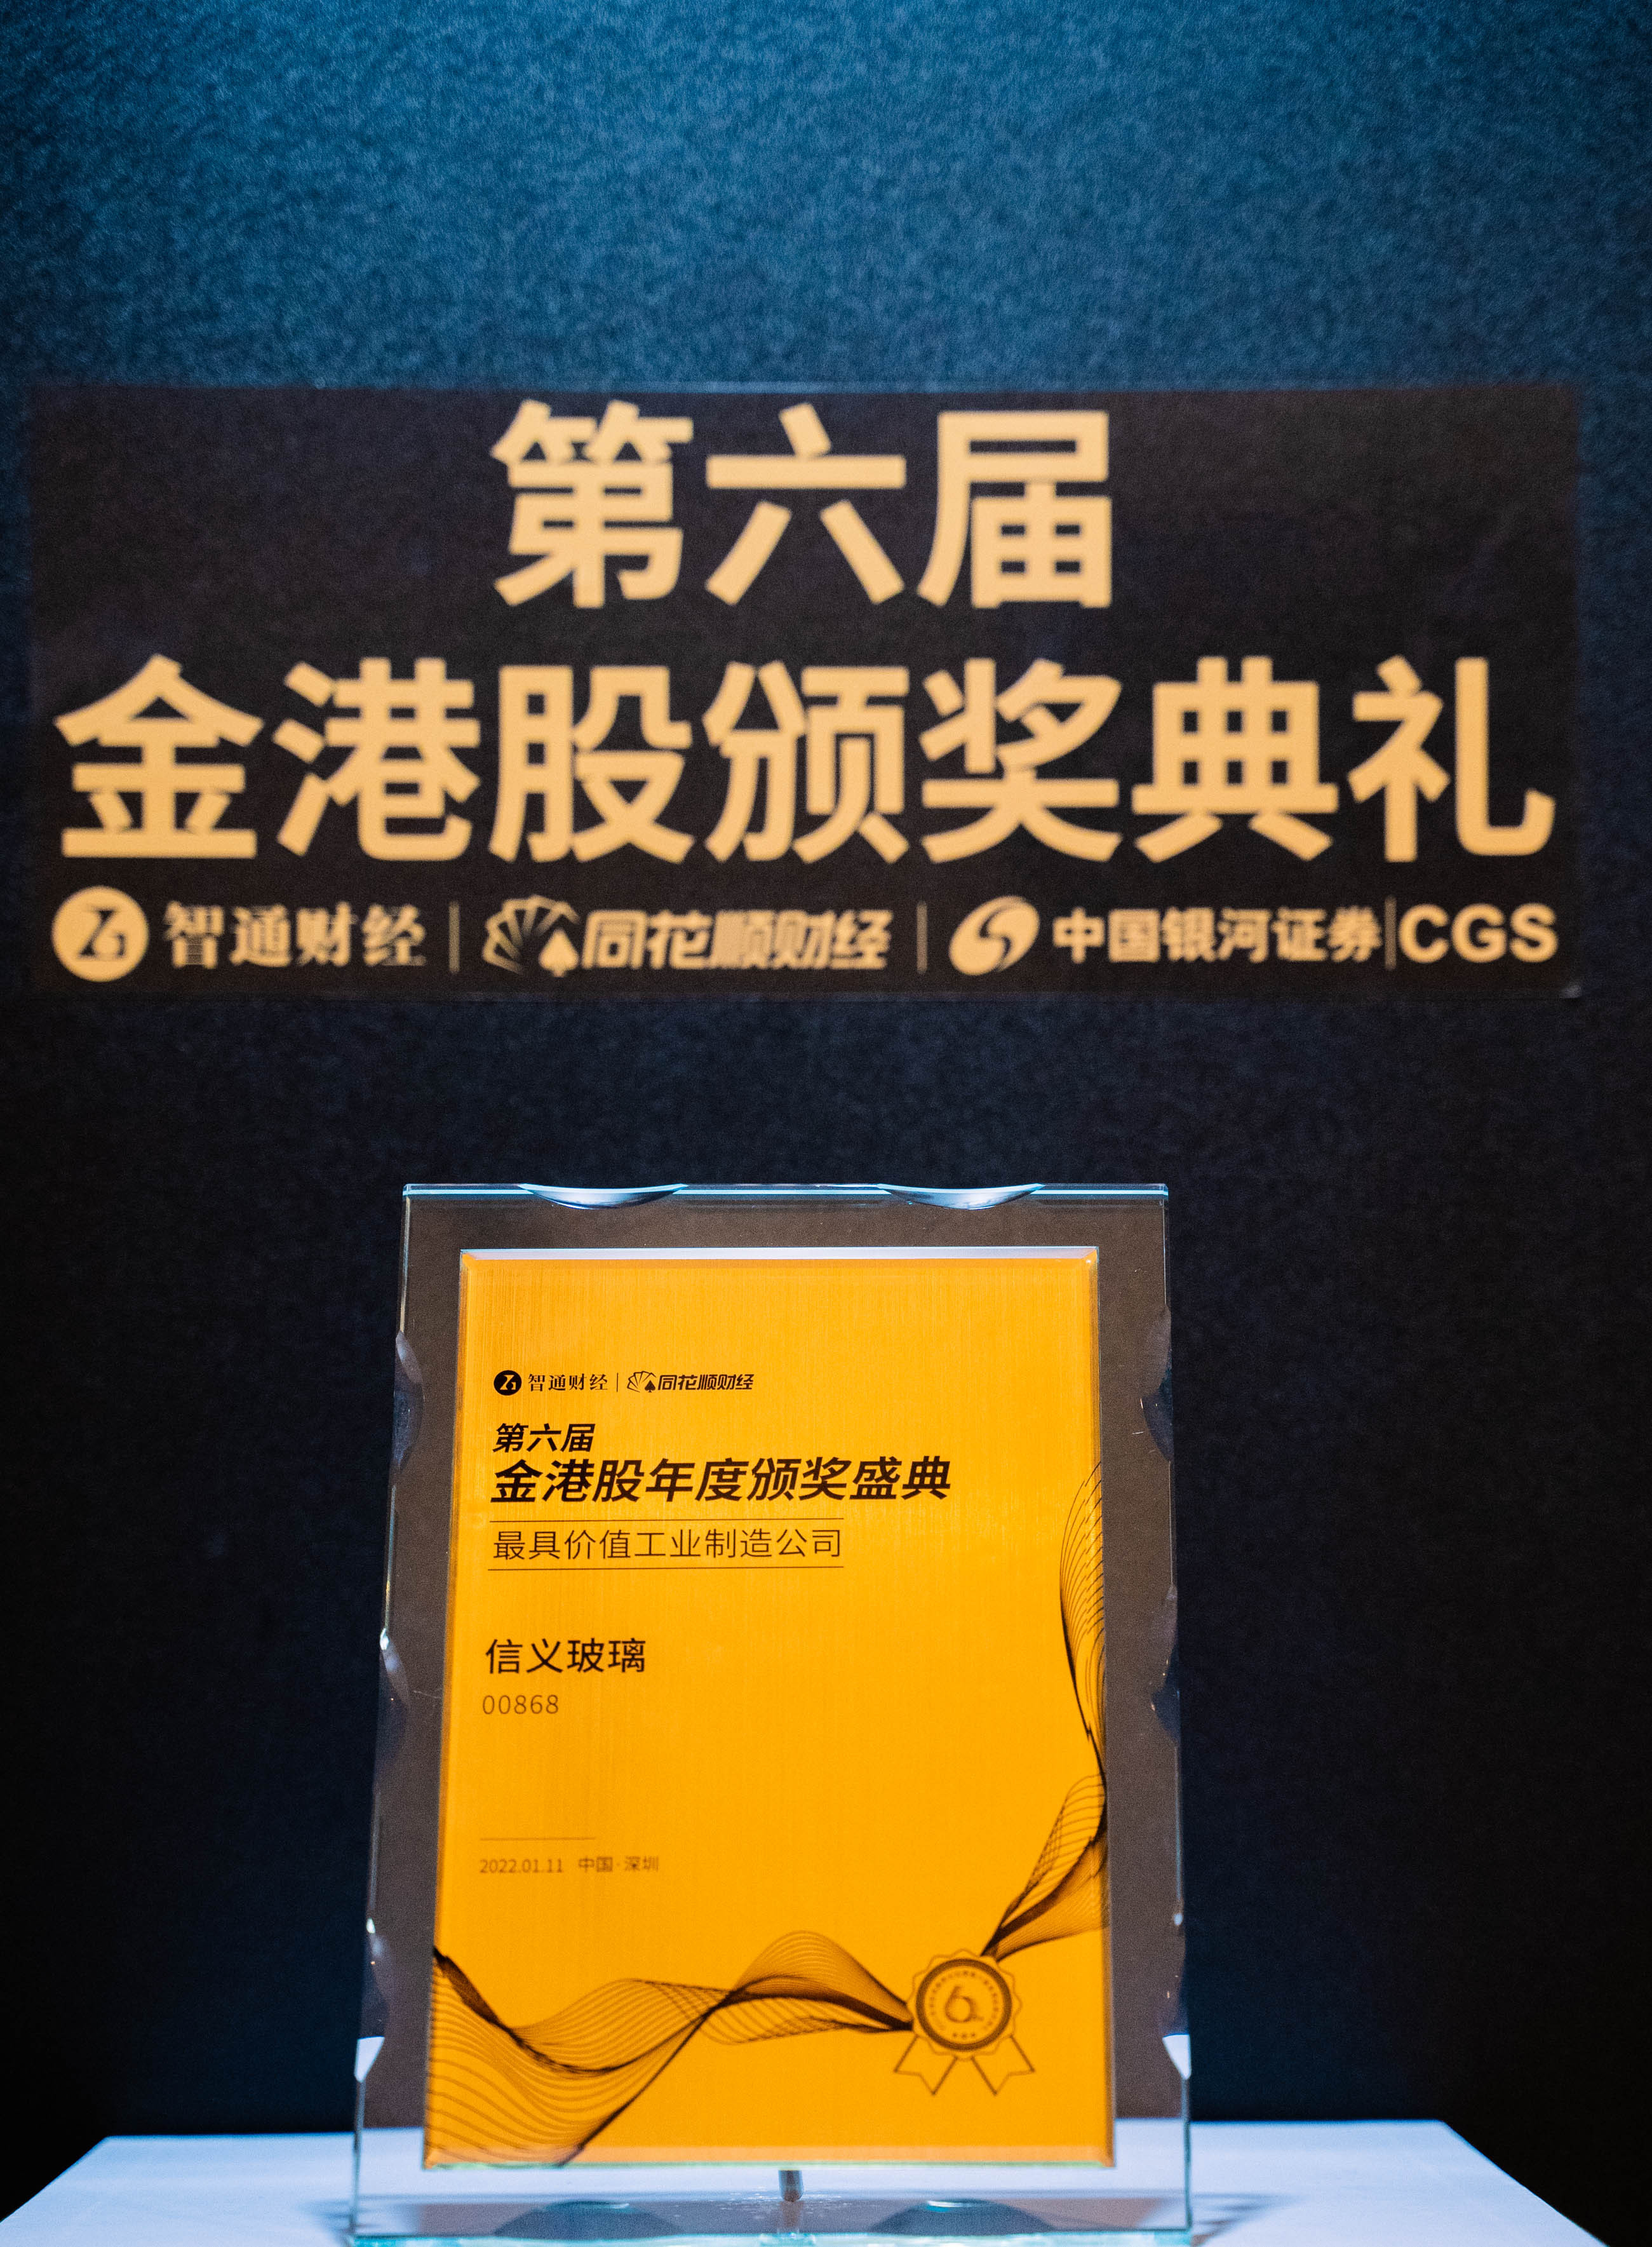 第六届
金港股颁奖典礼
智通财经 | 同花顺财经 | 中国银河证券|CGS
智通财经 | 同花顺财经
第六届
金港股年度颁奖盛典
最具价值工业制造公司
信义玻璃
00868
2022.01.11 中国·深圳